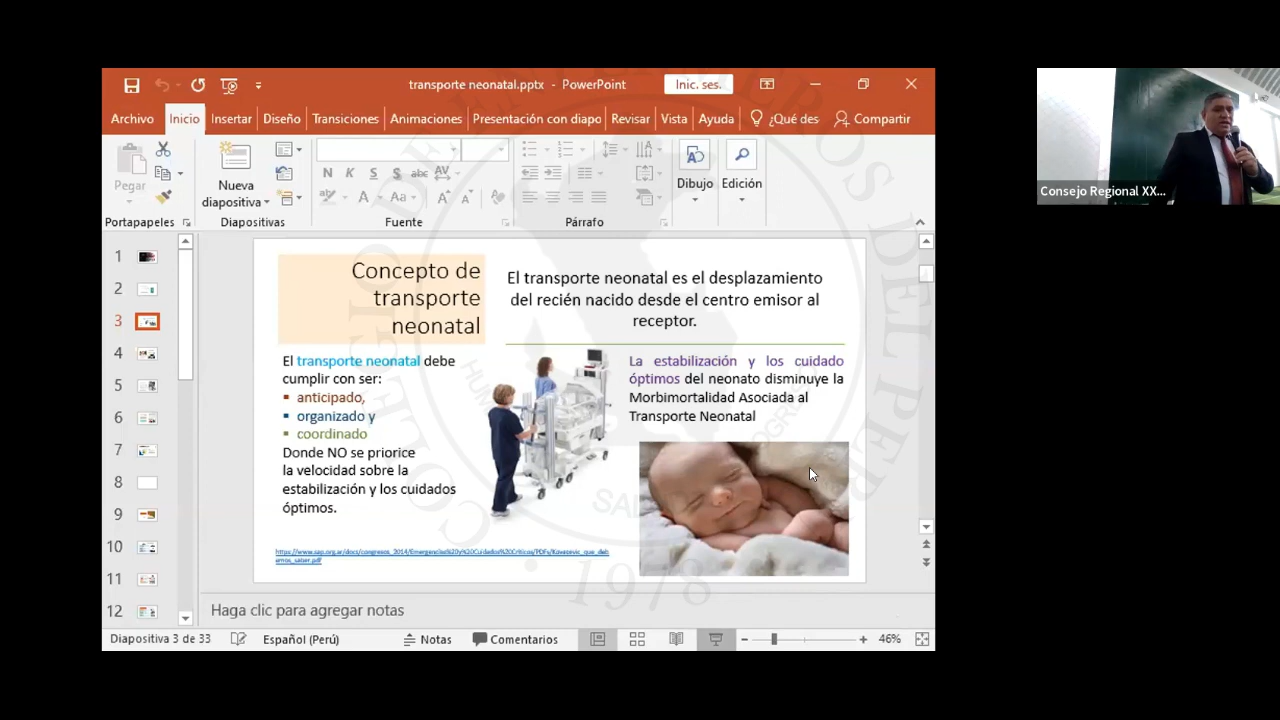 transporte neonatal.pptx - PowerPoint
Inic. ses.
Archivo Inicio Insertar Diseño Transiciones Animaciones Presentación con diapo Revisar Vista Ayuda ¿Qué des Compartir
Pegar
Nueva
diapositiva
N K S S abc AV
A Aa A A
Dibujo
Edición
Portapapeles Diapositivas Fuente Párrafo
Consejo Regional XX...
1
2
3
4
5
6
7
8
9
10
11
12
Concepto de
transporte
neonatal
El transporte neonatal es el desplazamiento
del recién nacido desde el centro emisor al
receptor.
El transporte neonatal debe
cumplir con ser:
▪ anticipado,
▪ organizado y
▪ coordinado
Donde NO se priorice
la velocidad sobre la
estabilización y los cuidados
óptimos.
La estabilización y los cuidado
óptimos del neonato disminuye la
Morbimortalidad Asociada al
Transporte Neonatal
1978
Haga clic para agregar notas
Diapositiva 3 de 33 Español (Perú) Notas Comentarios 46%